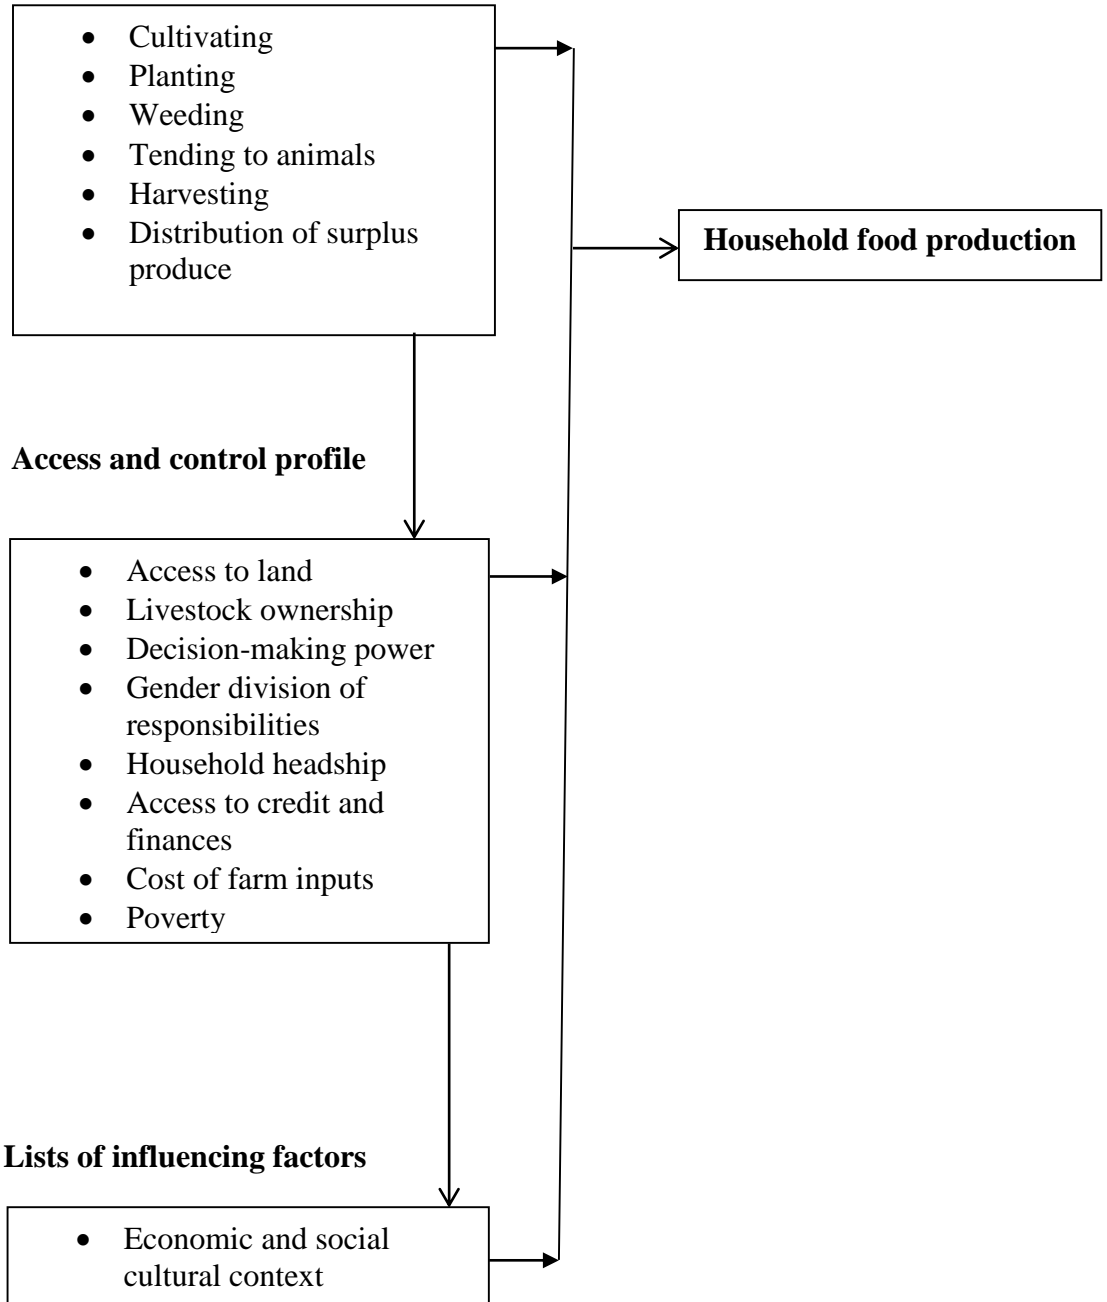 • Cultivating
• Planting
• Weeding
• Tending to animals
• Harvesting
• Distribution of surplus
produce
Household food production
Access and control profile
• Access to land
• Livestock ownership
• Decision-making power
• Gender division of
responsibilities
• Household headship
• Access to credit and
finances
• Cost of farm inputs
• Poverty
Lists of influencing factors
• Economic and social
cultural context